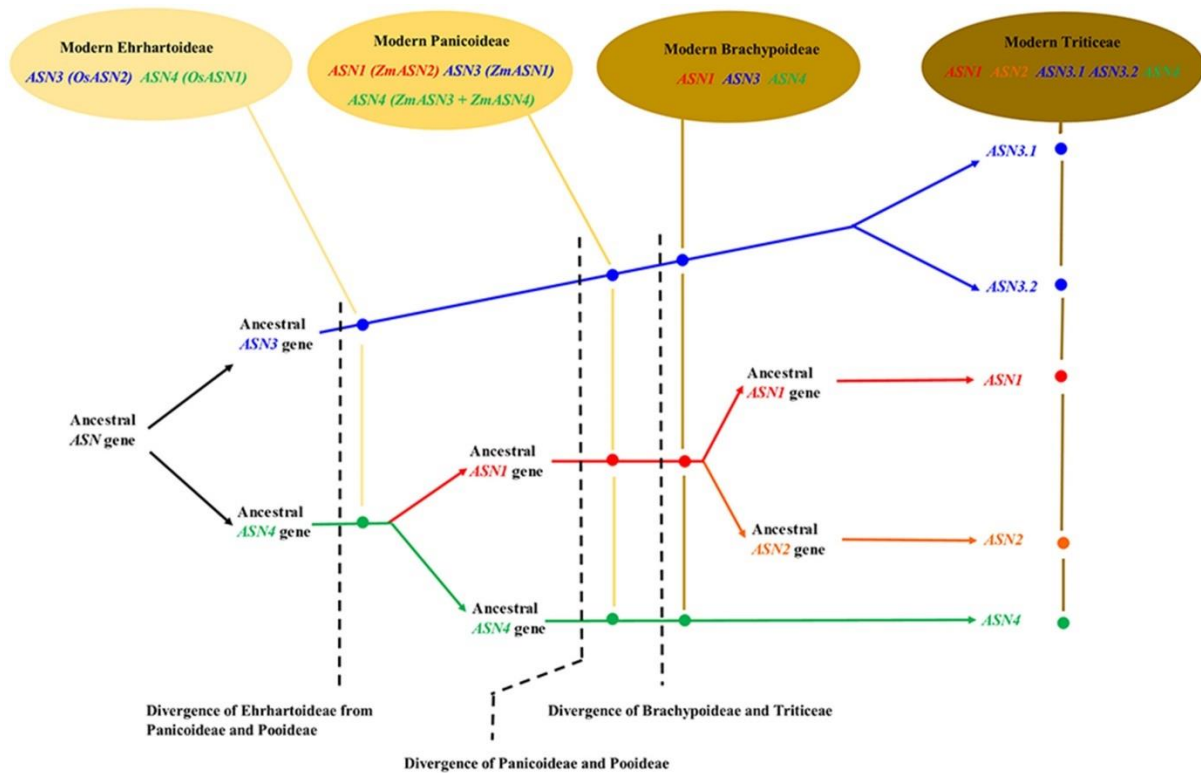 Modern Ehrhartoideae
ASN3 (OsASN2) ASN4 (OsASN1)
Modern Panicoideae
ASN1 (ZmASN2) ASN3 (ZmASN1)
ASN4 (ZmASN3 + ZmASN4)
Modern Brachypoideae
ASN1 ASN3 ASN4
Modern Triticeae
ASN1 ASN2 ASN3.1 ASN3.2 ASN4
ASN3.1
ASN3.2
Ancestral
ASN3 gene
Ancestral
ASN gene
Ancestral
ASN4 gene
Ancestral
ASN1 gene
Ancestral
ASN4 gene
Ancestral
ASN1 gene
Ancestral
ASN2 gene
ASN1
ASN2
ASN4
Divergence of Ehrhartoideae from
Panicoideae and Pooideae
Divergence of Panicoideae and Pooideae
Divergence of Brachypoideae and Triticeae